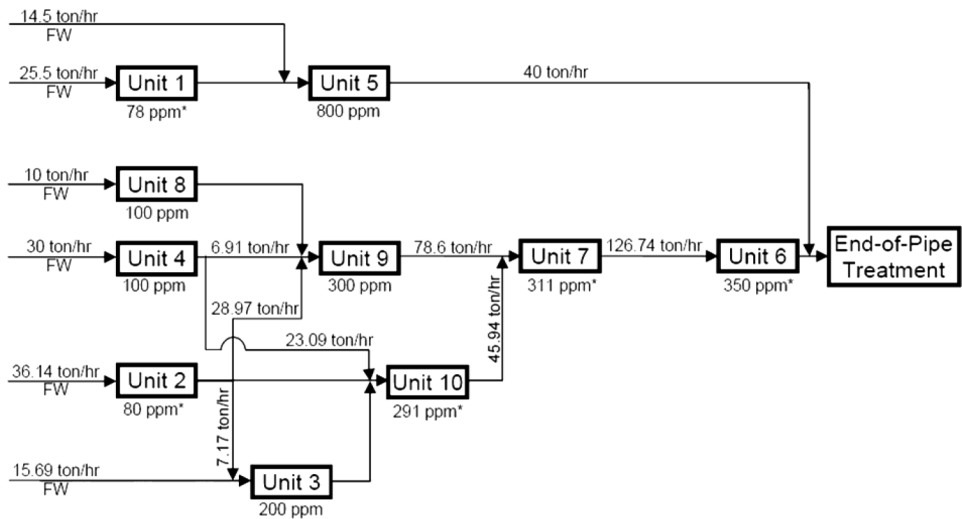 14.5 ton/hr
FW
25.5 ton/hr
FW
Unit 1
78 ppm*
Unit 5
800 ppm
40 ton/hr
10 ton/hr
FW
Unit 8
100 ppm
30 ton/hr
FW
Unit 4
100 ppm
6.91 ton/hr
Unit 9
300 ppm
78.6 ton/hr
Unit 7
311 ppm*
126.74 ton/hr
Unit 6
350 ppm*
End-of-Pipe
Treatment
28.97 ton/hr
23.09 ton/hr
45.94 ton/hr
36.14 ton/hr
FW
Unit 2
80 ppm*
Unit 10
291 ppm*
7.17 ton/hr
15.69 ton/hr
FW
Unit 3
200 ppm